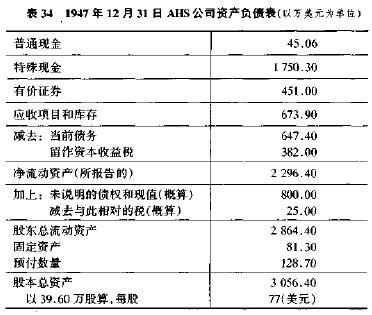 表 34 1947 年 12 月 31 日 AHS 公司资产负债表(以万美元为单位)
普通现金 45.06
特殊现金 1 750.30
有价证券 451.00
应收项目和库存 673.90
减去：当前债务 647.40
留作资本收益税 382.00
净流动资产(所报告的) 2 296.40
加上：未说明的债权和现值(概算) 800.00
减去与此相对的税(概算) 25.00
股东总流动资产 2 864.40
固定资产 81.30
预付数量 128.70
股本总资产 3 056.40
以 39.60 万股算,每股 77(美元)